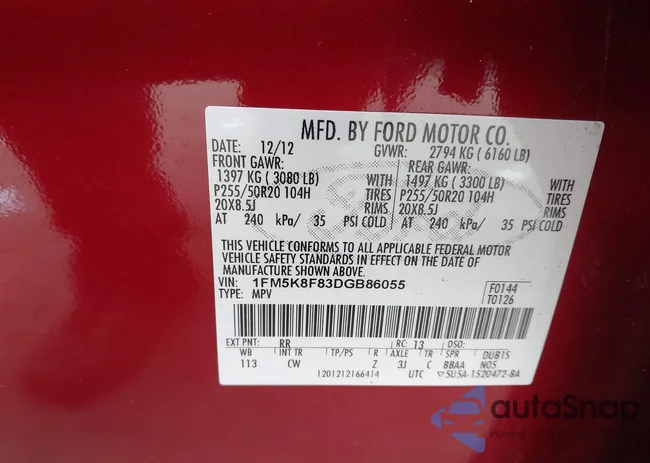 MFD. BY FORD MOTOR CO.
DATE: 12/12 GVWR: 2794 KG ( 6160 LB)
FRONT GAWR: REAR GAWR:
1397 KG ( 3080 LB) WITH 1497 KG ( 3300 LB) WITH
P255/50R20 104H TIRES P255/50R20 104H TIRES
20X8.5J RIMS 20X8.5J RIMS
AT 240 kPa/ 35 PSI COLD AT 240 kPa/ 35 PSI COLD
THIS VEHICLE CONFORMS TO ALL APPLICABLE FEDERAL MOTOR
VEHICLE SAFETY STANDARDS IN EFFECT ON THE DATE OF
MANUFACTURE SHOWN ABOVE.
VIN: 1FM5K8F83DGB86055 F0144
TYPE: MPV T0126
EXT PNT: RR RC: 13 DSO:
WB INT TR TP/PS R AXLE TR SPR DUBTS
113 CW Z 3J C BBAA N05
1201212166414 UTC 5U5A-1520472-BA
autoSnap